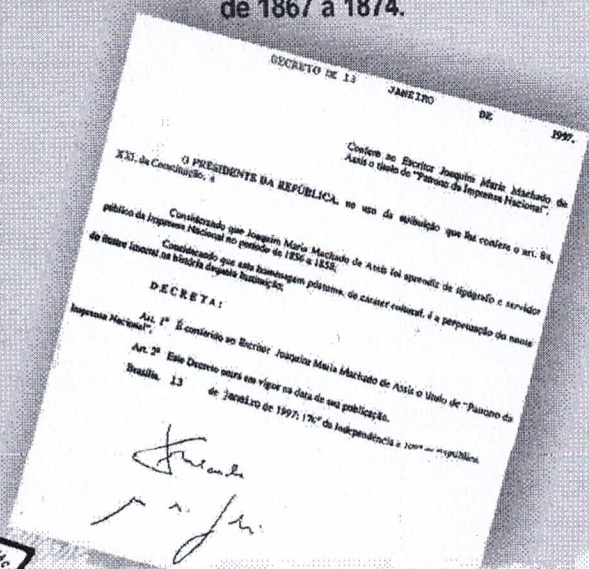 de 1867 a 1874.
DECRETO DE 13 JANEIRO DE 1997.
Confere ao Escritor Joaquim Maria Machado de
Assis o título de "Patrono da Imprensa Nacional".
O PRESIDENTE DA REPÚBLICA, no uso da atribuição que lhe confere o art. 84,
XXI, da Constituição, e
Considerando que Joaquim Maria Machado de Assis foi aprendiz de tipógrafo e servidor
público da Imprensa Nacional no período de 1856 a 1858;
Considerando que esta homenagem póstuma, de caráter cultural, é a perpetuação do nome
do ilustre imortal na história daquela Instituição;
DECRETA:
Art. 1º É conferido ao Escritor Joaquim Maria Machado de Assis o título de "Patrono da
Imprensa Nacional".
Art. 2º Este Decreto entra em vigor na data de sua publicação.
Brasília, 13 de janeiro de 1997; 176º da Independência e 109º República.